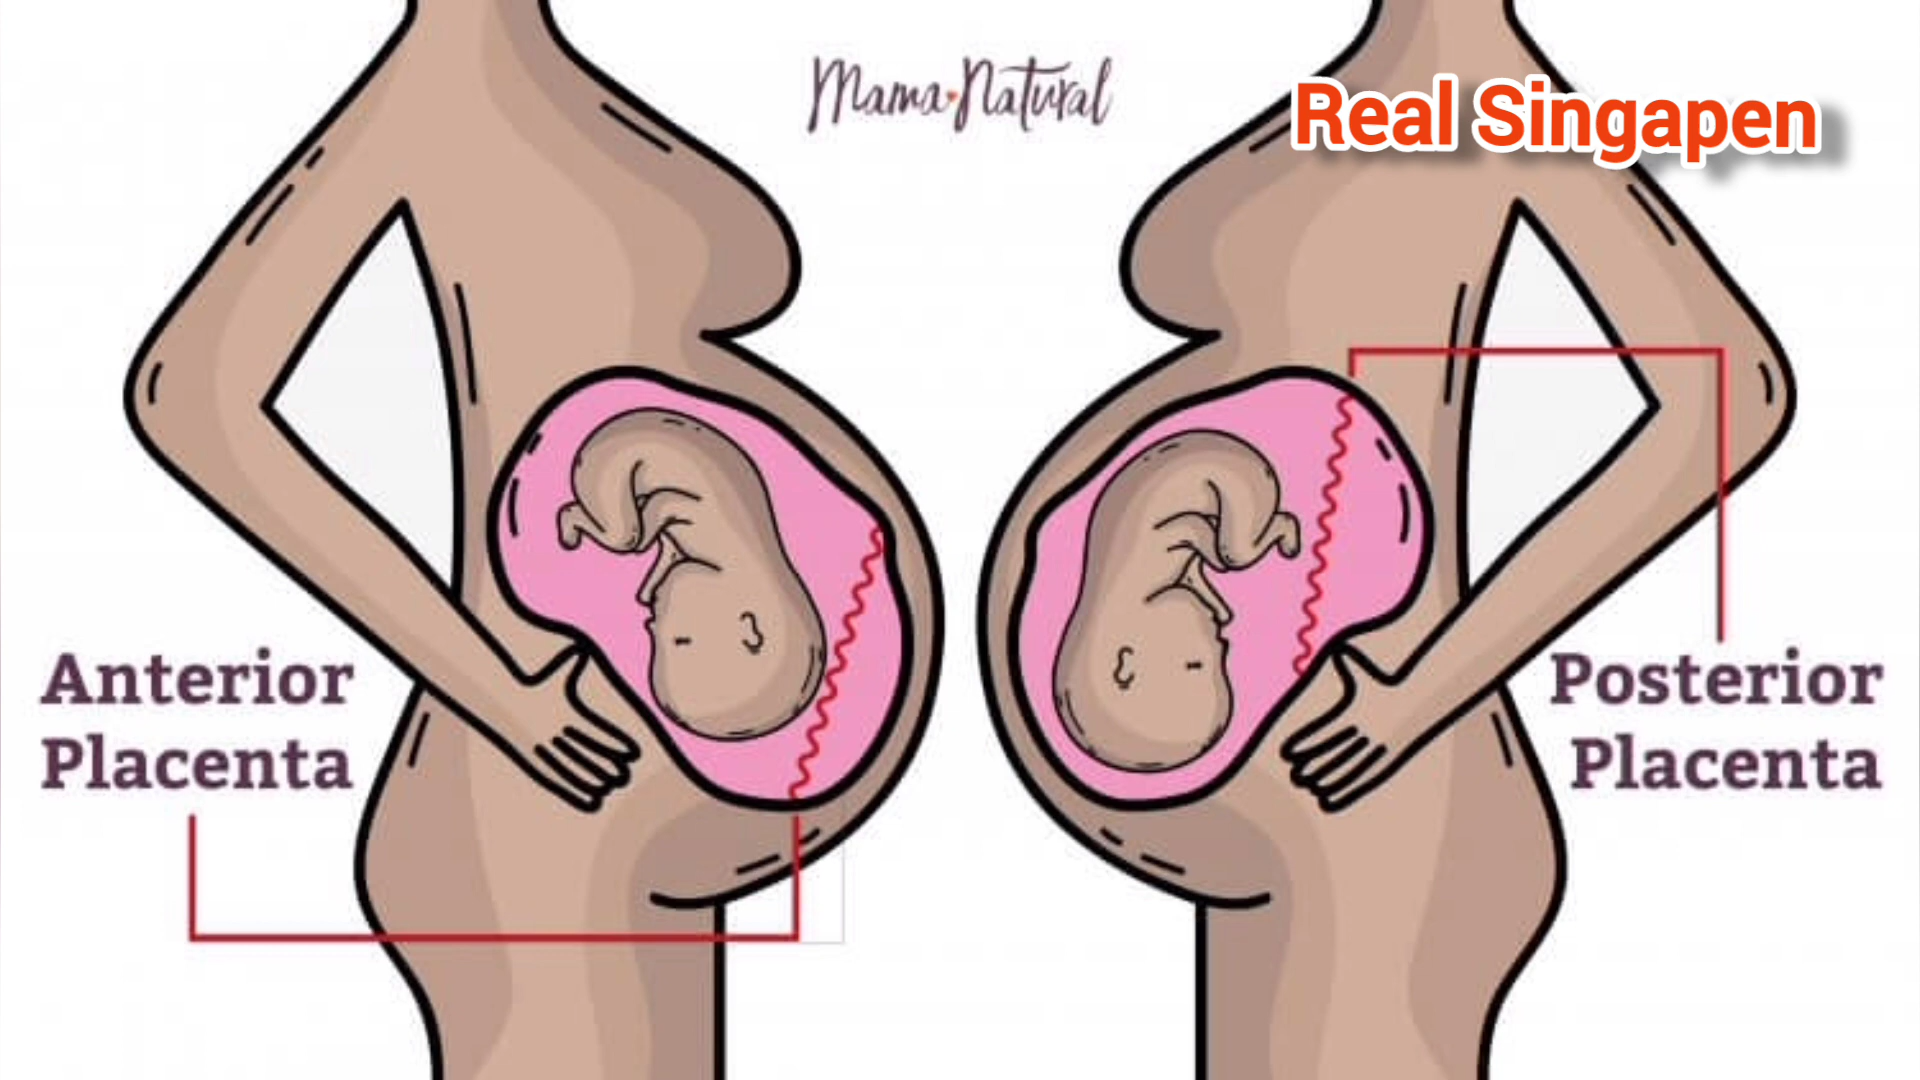 Mama Natural
Real Singapen
Anterior
Placenta
Posterior
Placenta